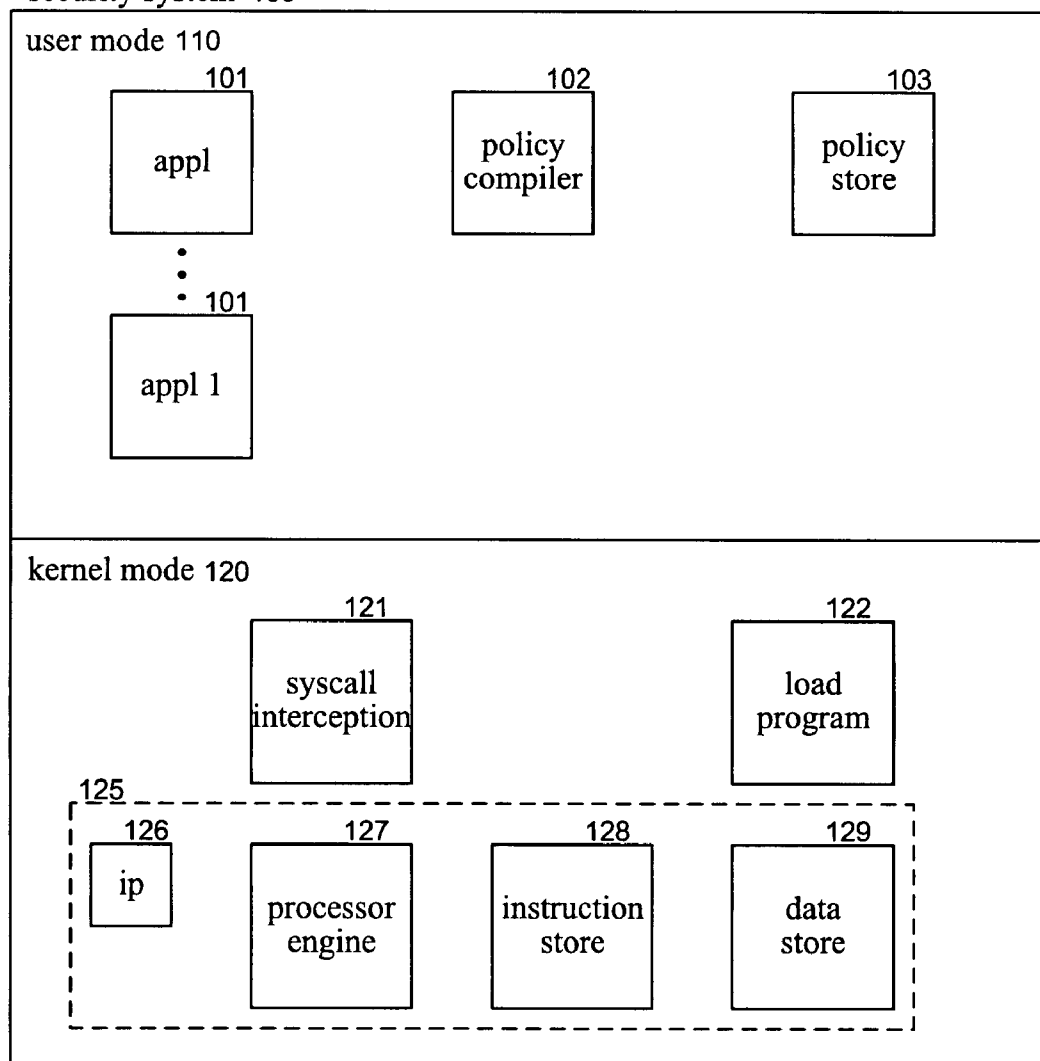 user mode 110
101
102
103
appl
policy
compiler
policy
store
101
appl 1
kernel mode 120
121
122
syscall
interception
load
program
125
126
127
128
129
ip
processor
engine
instruction
store
data
store